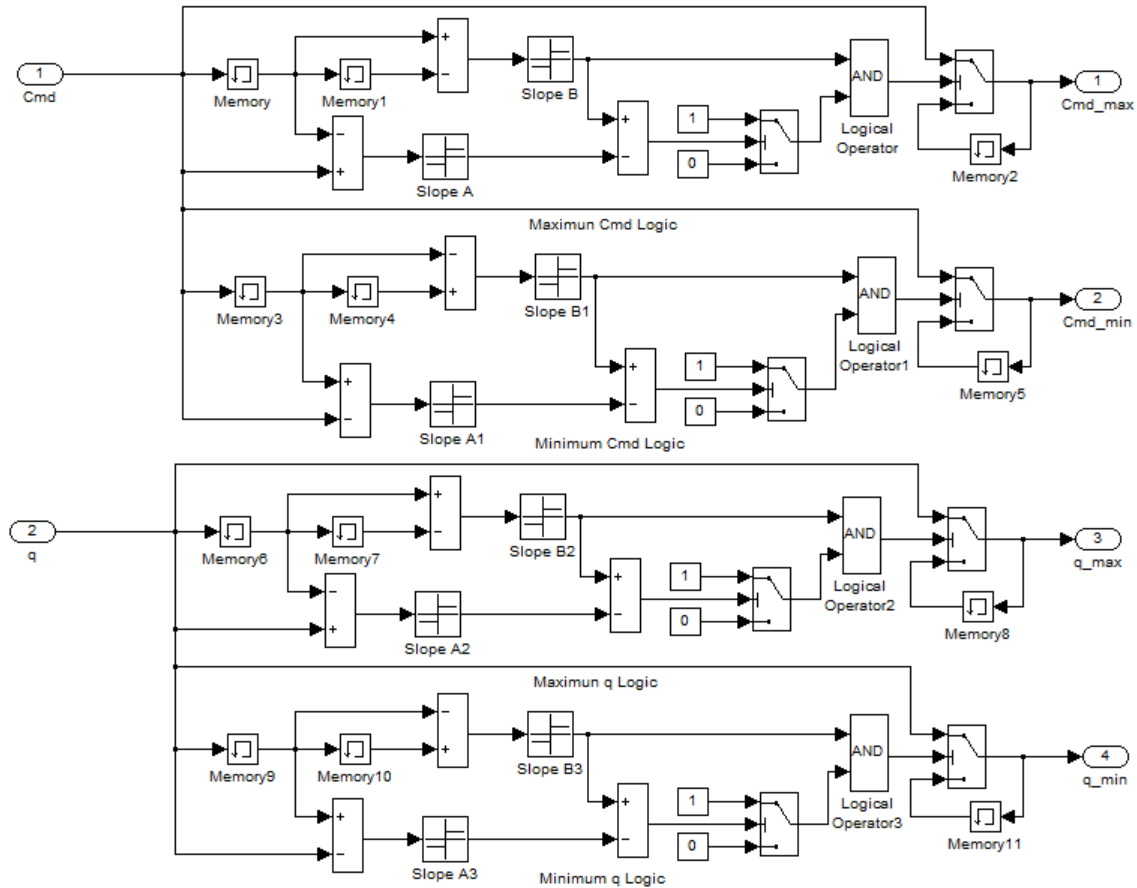 +
1
Cmd
Memory
Memory1
-
Slope B
AND
1
Cmd_max
-
+
Slope A
+
-
1
0
Logical
Operator
Memory2
Maximun Cmd Logic
-
Memory3
Memory4
+
Slope B1
AND
2
Cmd_min
+
-
Slope A1
+
-
1
0
Logical
Operator1
Memory5
Minimum Cmd Logic
+
2
q
Memory6
Memory7
-
Slope B2
AND
3
q_max
-
+
Slope A2
+
-
1
0
Logical
Operator2
Memory8
Maximun q Logic
-
Memory9
Memory10
+
Slope B3
AND
4
q_min
+
-
Slope A3
+
-
1
0
Logical
Operator3
Memory11
Minimum q Logic